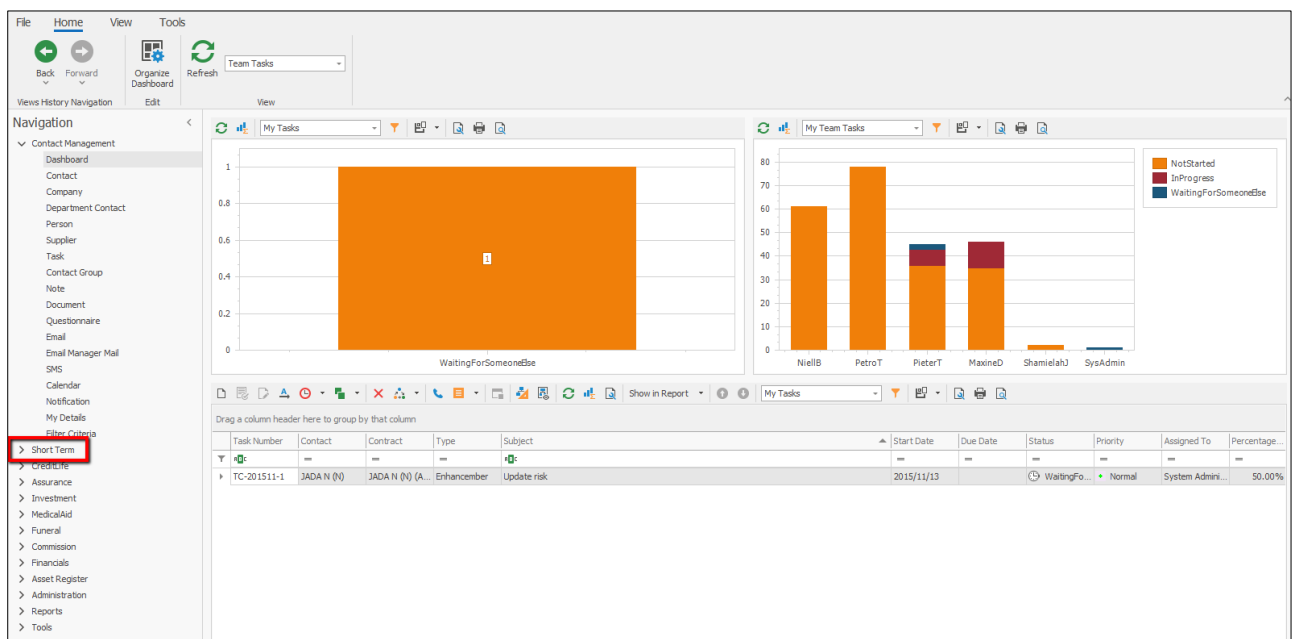 File Home View Tools
Back Forward Organize Dashboard Refresh Team Tasks
Views History Navigation Edit View
Navigation
Contact Management
Dashboard
Contact
Company
Department Contact
Person
Supplier
Task
Contact Group
Note
Document
Questionnaire
Email
Email Manager Mail
SMS
Calendar
Notification
My Details
Filter Criteria
Short Term
CreditLife
Assurance
Investment
MedicalAid
Funeral
Commission
Financials
Asset Register
Administration
Reports
Tools
My Tasks
1
0.8
0.6
0.4
0.2
0
1
WaitingForSomeoneElse
My Team Tasks
80
70
60
50
40
30
20
10
0
NiellB PetroT PieterT MaxineD ShamielahJ SysAdmin
NotStarted
InProgress
WaitingForSomeoneElse
Show in Report My Tasks
Drag a column header here to group by that column
Task Number Contact Contract Type Subject Start Date Due Date Status Priority Assigned To Percentage...
TC-201511-1 JADA N (N) JADA N (N) (A... Enhancember Update risk 2015/11/13 WaitingFo... Normal System Admini... 50.00%